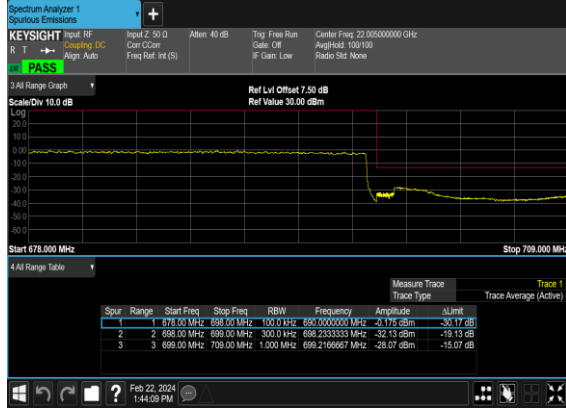 Spectrum Analyzer 1
Spurious Emissions
+
KEYSIGHT Input: RF
R T Coupling: DC
Align: Auto
PASS
Input Z: 50 Ω
Corr CCorr
Freq Ref: Int (S)
Atten: 40 dB
Trig: Free Run
Gate: Off
IF Gain: Low
Center Freq: 22.005000000 GHz
Avg|Hold: 100/100
Radio Std: None
3 All Range Graph
Ref Lvl Offset 7.50 dB
Scale/Div 10.0 dB Ref Value 30.00 dBm
Log
20.0
10.0
0.00
-10.0
-20.0
-30.0
-40.0
-50.0
-60.0
Start 678.000 MHz Stop 709.000 MHz
4 All Range Table
Measure Trace Trace 1
Trace Type Trace Average (Active)
Spur Range Start Freq Stop Freq RBW Frequency Amplitude ΔLimit
1 1 678.00 MHz 698.00 MHz 100.0 kHz 690.0000000 MHz -0.175 dBm -30.17 dB
2 2 698.00 MHz 699.00 MHz 300.0 kHz 698.2333333 MHz -32.13 dBm -19.13 dB
3 3 699.00 MHz 709.00 MHz 1.000 MHz 699.2166667 MHz -28.07 dBm -15.07 dB
?
Feb 22, 2024
1:44:09 PM